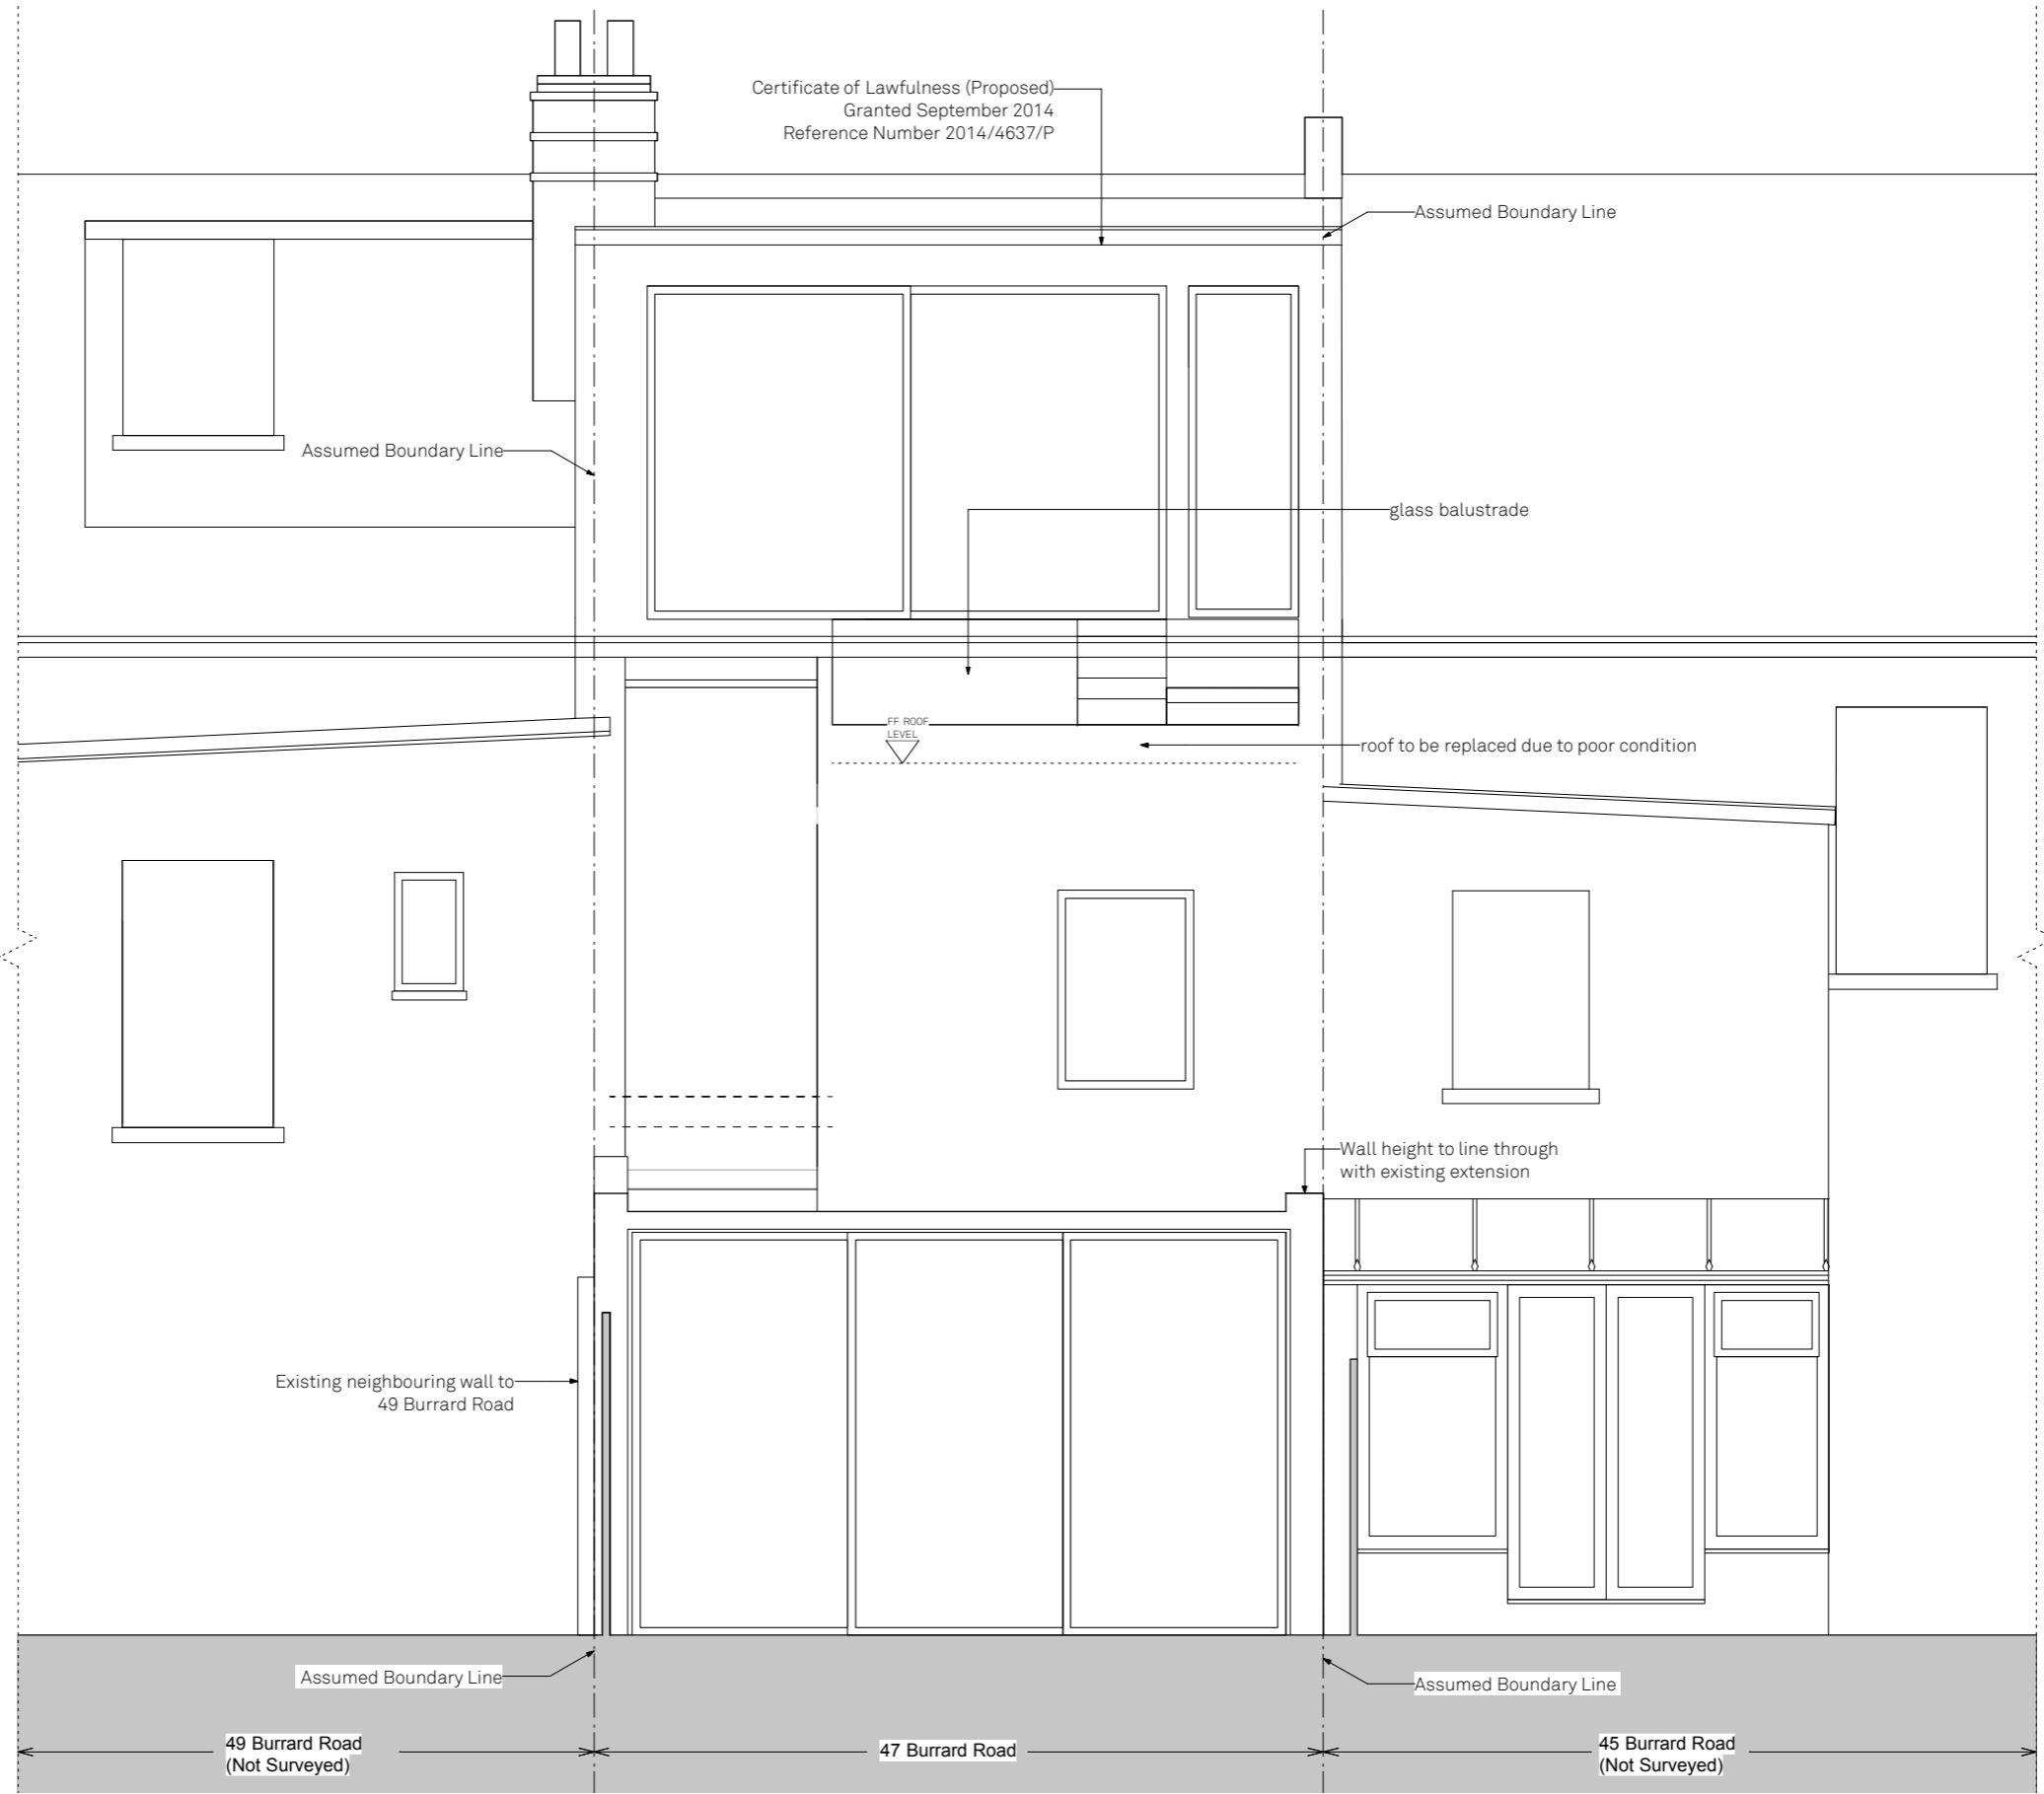 Certificate of Lawfulness (Proposed)
Granted September 2014
Reference Number 2014/4637/P
Assumed Boundary Line
Assumed Boundary Line
glass balustrade
FF ROOF
LEVEL
roof to be replaced due to poor condition
Wall height to line through
with existing extension
Existing neighbouring wall to
49 Burrard Road
Assumed Boundary Line
Assumed Boundary Line
49 Burrard Road
(Not Surveyed)
47 Burrard Road
45 Burrard Road
(Not Surveyed)